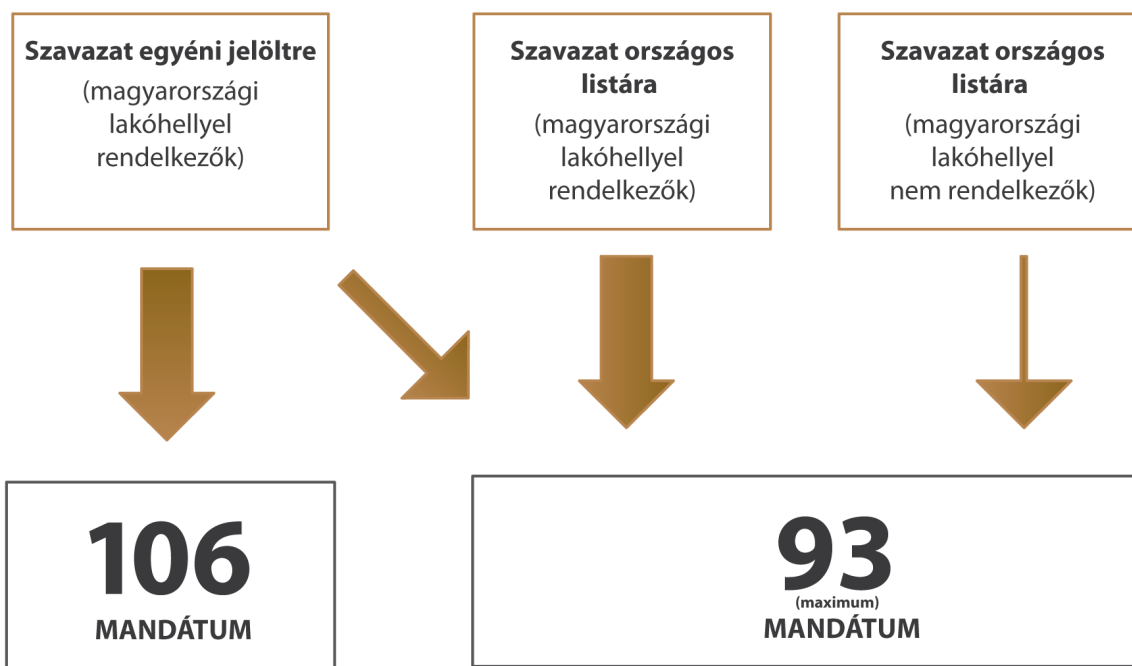 Szavazat egyéni jelöltre
(magyarországi
lakóhellyel
rendelkezők)
Szavazat országos
listára
(magyarországi
lakóhellyel
rendelkezők)
Szavazat országos
listára
(magyarországi
lakóhellyel
nem rendelkezők)
106
MANDÁTUM
93
(maximum)
MANDÁTUM